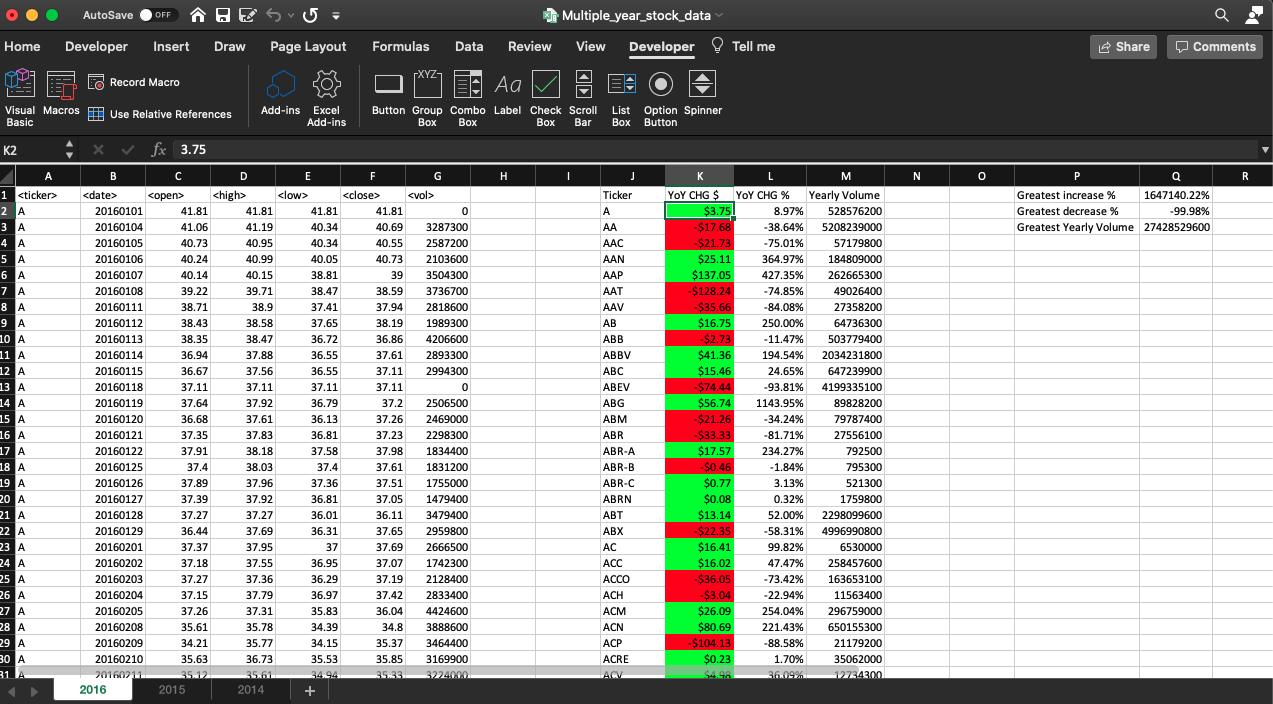 AutoSave OFF Multiple_year_stock_data
Home Developer Insert Draw Page Layout Formulas Data Review View Developer Tell me Share Comments
Visual Basic Macros Record Macro Use Relative References Add-ins Excel Add-ins Button Group Box Combo Box Label Check Box Scroll Bar List Box Option Button Spinner
XYZ Aa
K2 fx 3.75
A B C D E F G H I J K L M N O P Q R
1 <ticker> <date> <open> <high> <low> <close> <vol> Ticker YoY CHG $ YoY CHG % Yearly Volume Greatest increase % 1647140.22%
2 A 20160101 41.81 41.81 41.81 41.81 0 A $3.75 8.97% 528576200 Greatest decrease % -99.98%
3 A 20160104 41.06 41.19 40.34 40.69 3287300 AA -$17.68 -38.64% 5208239000 Greatest Yearly Volume 27428529600
4 A 20160105 40.73 40.95 40.34 40.55 2587200 AAC -$21.73 -75.01% 57179800
5 A 20160106 40.24 40.99 40.05 40.73 2103600 AAN $25.11 364.97% 184809000
6 A 20160107 40.14 40.15 38.81 39 3504300 AAP $137.05 427.35% 262665300
7 A 20160108 39.22 39.71 38.47 38.59 3736700 AAT -$128.24 -74.85% 49026400
8 A 20160111 38.71 38.9 37.41 37.94 2818600 AAV -$35.66 -84.08% 27358200
9 A 20160112 38.43 38.58 37.65 38.19 1989300 AB $16.75 250.00% 64736300
10 A 20160113 38.35 38.47 36.72 36.86 4206600 ABB -$2.73 -11.47% 503779400
11 A 20160114 36.94 37.88 36.55 37.61 2893300 ABBV $41.36 194.54% 2034231800
12 A 20160115 36.67 37.56 36.55 37.11 2994300 ABC $15.46 24.65% 647239900
13 A 20160118 37.11 37.11 37.11 37.11 0 ABEV -$74.44 -93.81% 4199335100
14 A 20160119 37.64 37.92 36.79 37.2 2506500 ABG $56.74 1143.95% 89828200
15 A 20160120 36.68 37.61 36.13 37.26 2469000 ABM -$21.26 -34.24% 79787400
16 A 20160121 37.35 37.83 36.81 37.23 2298300 ABR -$33.33 -81.71% 27556100
17 A 20160122 37.91 38.18 37.58 37.98 1834400 ABR-A $17.57 234.27% 792500
18 A 20160125 37.4 38.03 37.4 37.61 1831200 ABR-B -$0.46 -1.84% 795300
19 A 20160126 37.89 37.96 37.36 37.51 1755000 ABR-C $0.77 3.13% 521300
20 A 20160127 37.39 37.92 36.81 37.05 1479400 ABRN $0.08 0.32% 1759800
21 A 20160128 37.27 37.27 36.01 36.11 3479400 ABT $13.14 52.00% 2298099600
22 A 20160129 36.44 37.69 36.31 37.65 2959800 ABX -$22.35 -58.31% 4996990800
23 A 20160201 37.37 37.95 37 37.69 2666500 AC $16.41 99.82% 6530000
24 A 20160202 37.18 37.55 36.95 37.07 1742300 ACC $16.02 47.47% 258457600
25 A 20160203 37.27 37.36 36.29 37.19 2128400 ACCO -$36.05 -73.42% 163653100
26 A 20160204 37.15 37.79 36.97 37.42 2833400 ACH -$3.04 -22.94% 11563400
27 A 20160205 37.26 37.31 35.83 36.04 4424600 ACM $26.09 254.04% 296759000
28 A 20160208 35.61 35.78 34.39 34.8 3888600 ACN $80.69 221.43% 650155300
29 A 20160209 34.21 35.77 34.15 35.37 3464400 ACP -$104.13 -88.58% 21179200
30 A 20160210 35.63 36.73 35.53 35.85 3169900 ACRE $0.23 1.70% 35062000
31 A 20160211 35.12 35.61 34.94 35.33 3224000 ACV $4.98 36.09% 12734300
2016 2015 2014 +